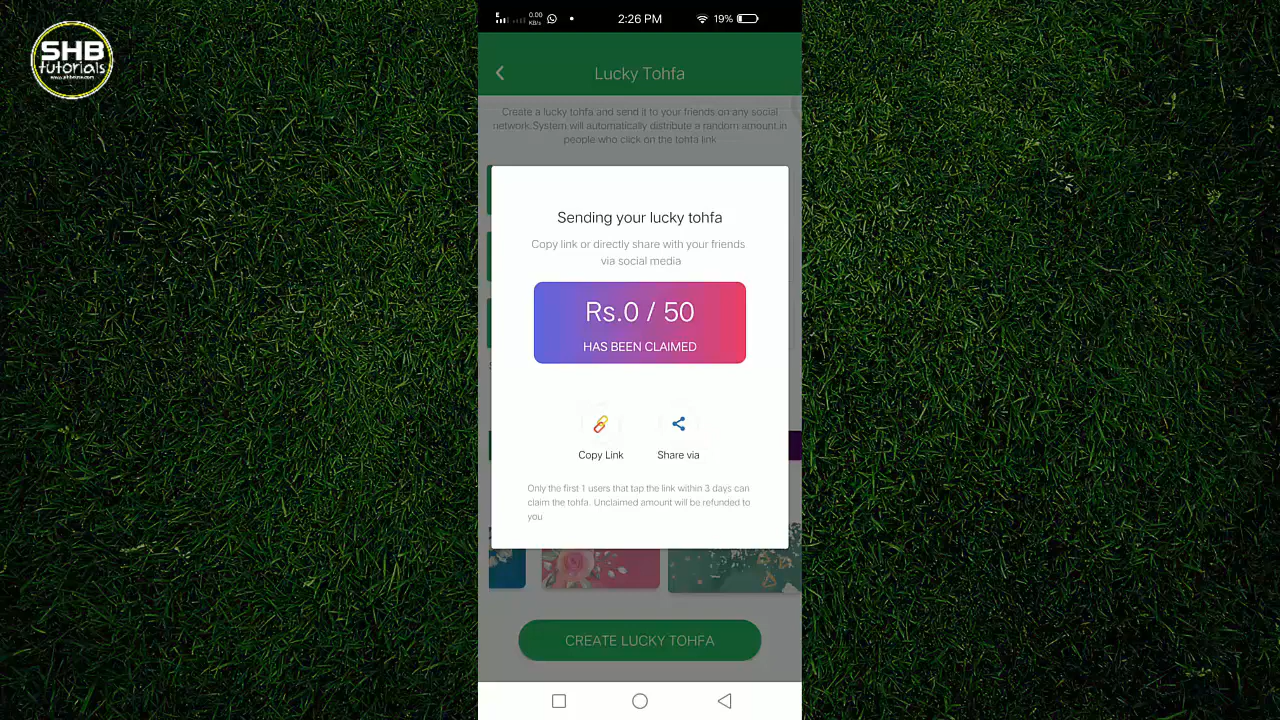 SHB
tutorials
0.00
KB/s
2:26 PM
19%
Lucky Tohfa
Create a lucky tohfa and send it to your friends on any social
network.System will automatically distribute a random amount in
people who click on the tohfa link
Sending your lucky tohfa
Copy link or directly share with your friends
via social media
Rs.0 / 50
HAS BEEN CLAIMED
Copy Link
Share via
Only the first 1 users that tap the link within 3 days can
claim the tohfa. Unclaimed amount will be refunded to
you
CREATE LUCKY TOHFA